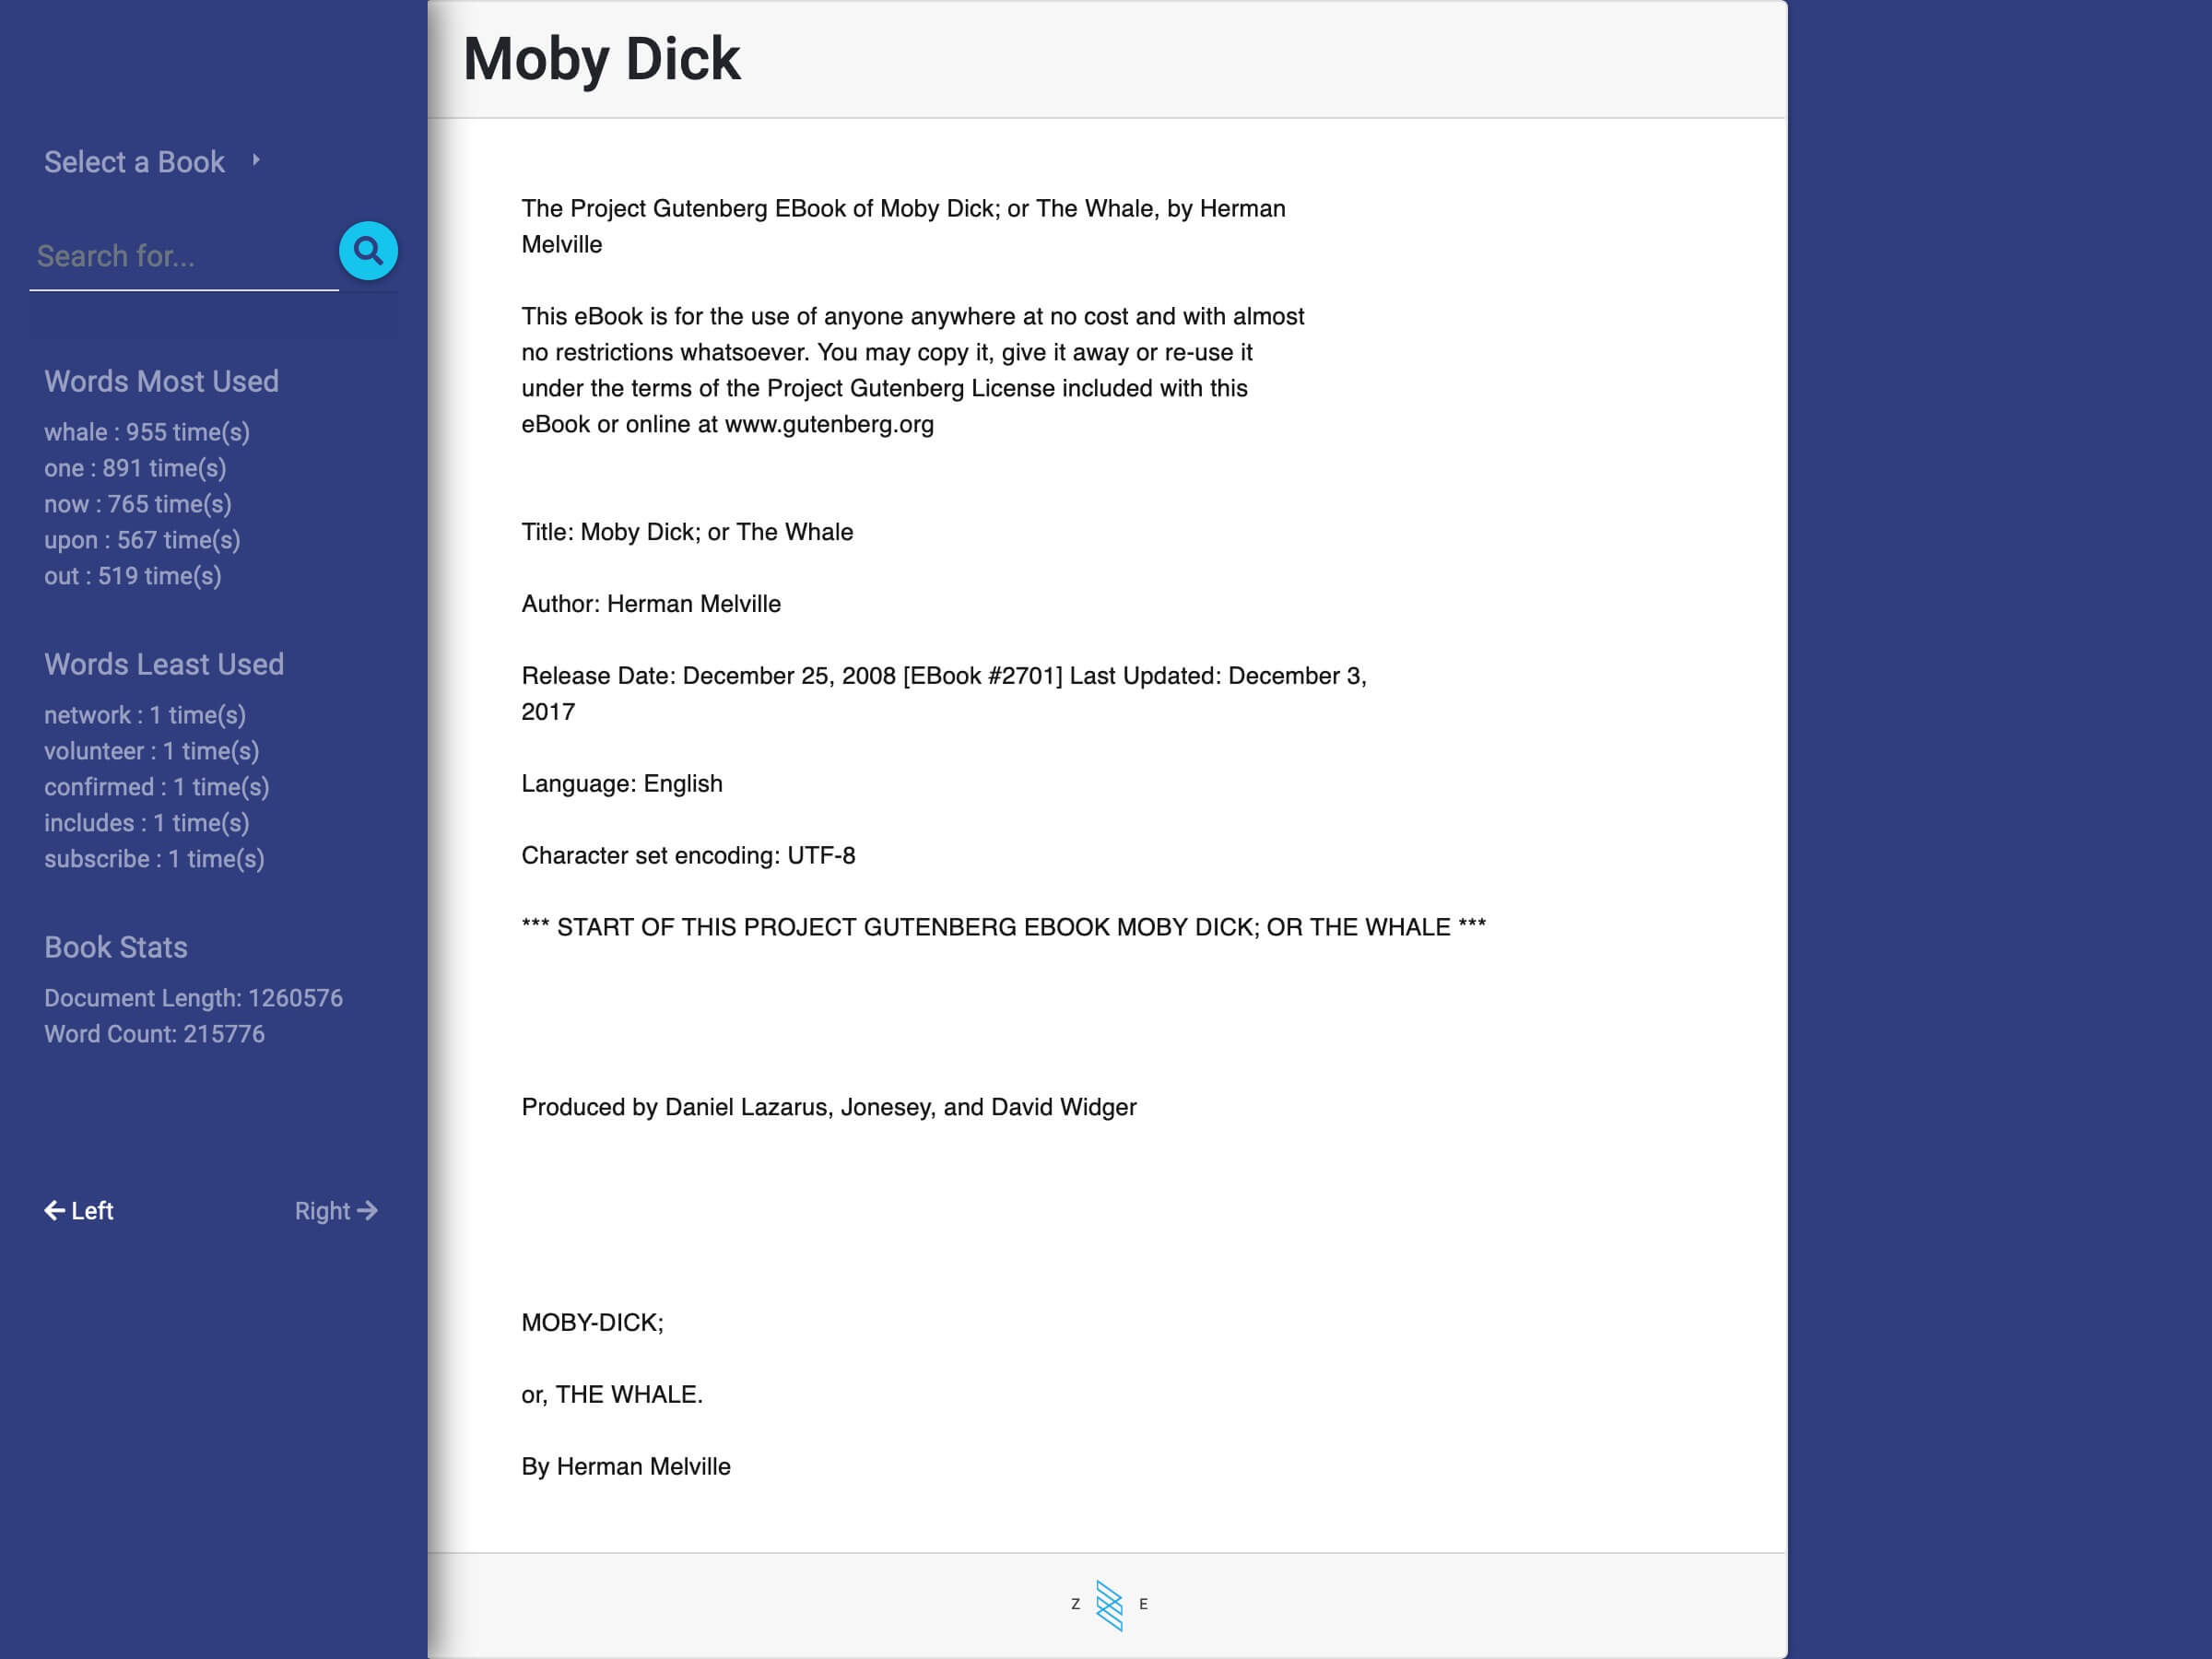 Moby Dick
Select a Book
Search for...
Words Most Used
whale : 955 time(s)
one : 891 time(s)
now : 765 time(s)
upon : 567 time(s)
out : 519 time(s)
Words Least Used
network : 1 time(s)
volunteer : 1 time(s)
confirmed : 1 time(s)
includes : 1 time(s)
subscribe : 1 time(s)
Book Stats
Document Length: 1260576
Word Count: 215776
Left
Right
The Project Gutenberg EBook of Moby Dick; or The Whale, by Herman
Melville
This eBook is for the use of anyone anywhere at no cost and with almost
no restrictions whatsoever. You may copy it, give it away or re-use it
under the terms of the Project Gutenberg License included with this
eBook or online at www.gutenberg.org
Title: Moby Dick; or The Whale
Author: Herman Melville
Release Date: December 25, 2008 [EBook #2701] Last Updated: December 3,
2017
Language: English
Character set encoding: UTF-8
*** START OF THIS PROJECT GUTENBERG EBOOK MOBY DICK; OR THE WHALE ***
Produced by Daniel Lazarus, Jonesey, and David Widger
MOBY-DICK;
or, THE WHALE.
By Herman Melville
Z E